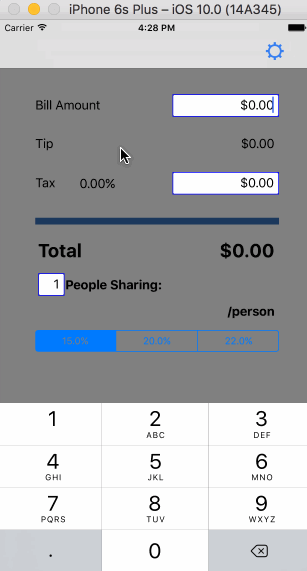 iPhone 6s Plus – iOS 10.0 (14A345)
Carrier 4:28 PM
Bill Amount $0.00
Tip $0.00
Tax 0.00% $0.00
Total $0.00
1 People Sharing:
/person
15.0% 20.0% 22.0%
1 2 3
ABC DEF
4 5 6
GHI JKL MNO
7 8 9
PQRS TUV WXYZ
. 0